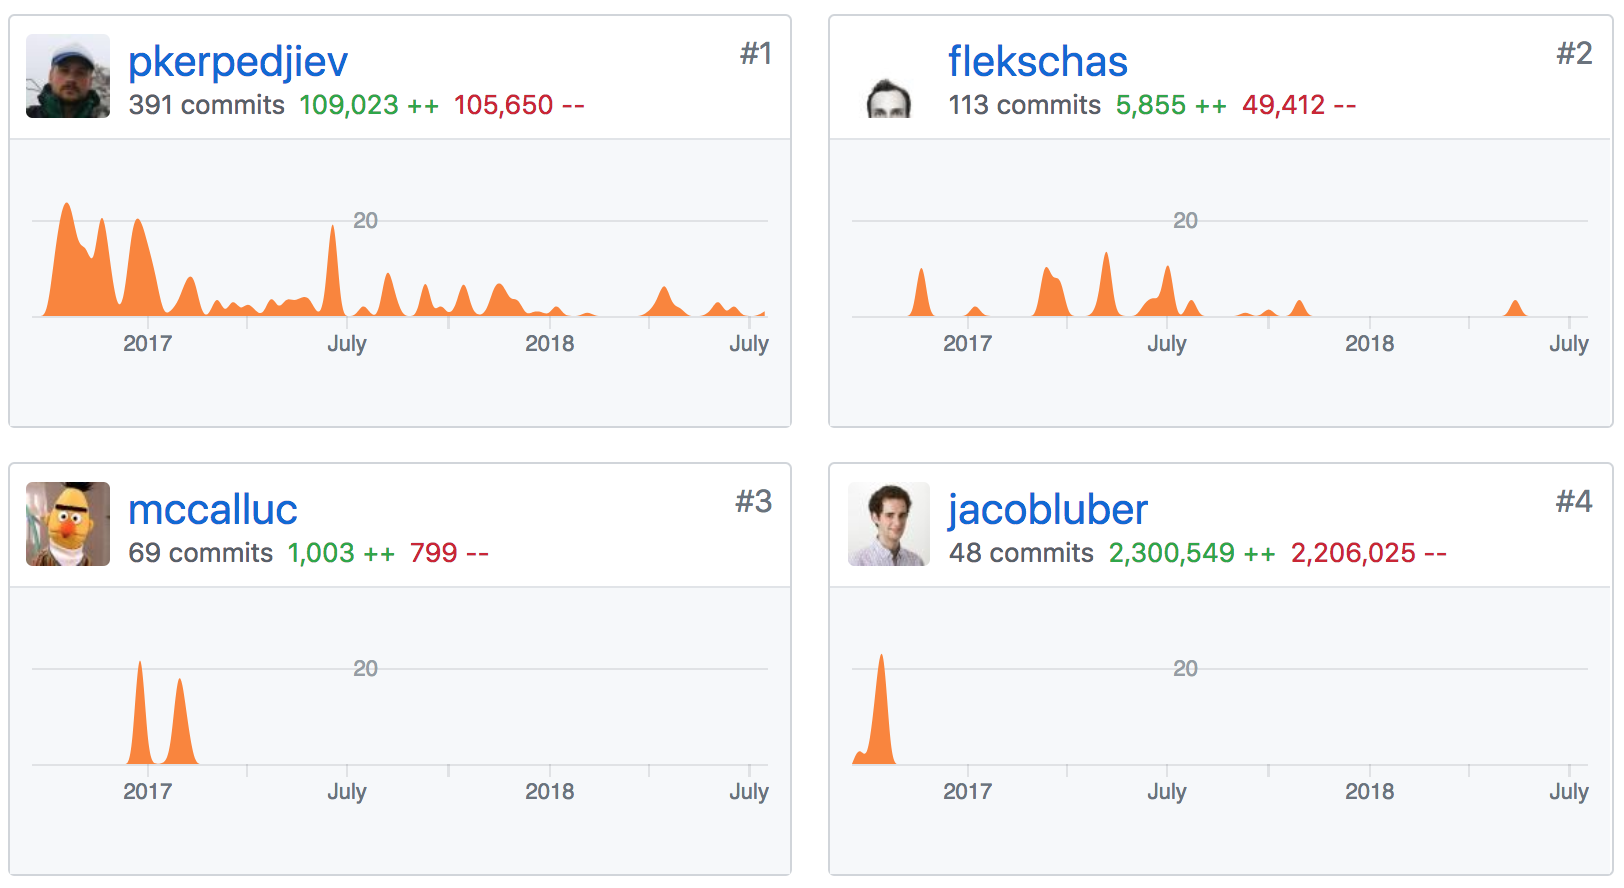 pkerpedjiev #1
391 commits 109,023 ++ 105,650 --
20
2017 July 2018 July
flekschas #2
113 commits 5,855 ++ 49,412 --
20
2017 July 2018 July
mccalluc #3
69 commits 1,003 ++ 799 --
20
2017 July 2018 July
jacobluber #4
48 commits 2,300,549 ++ 2,206,025 --
20
2017 July 2018 July